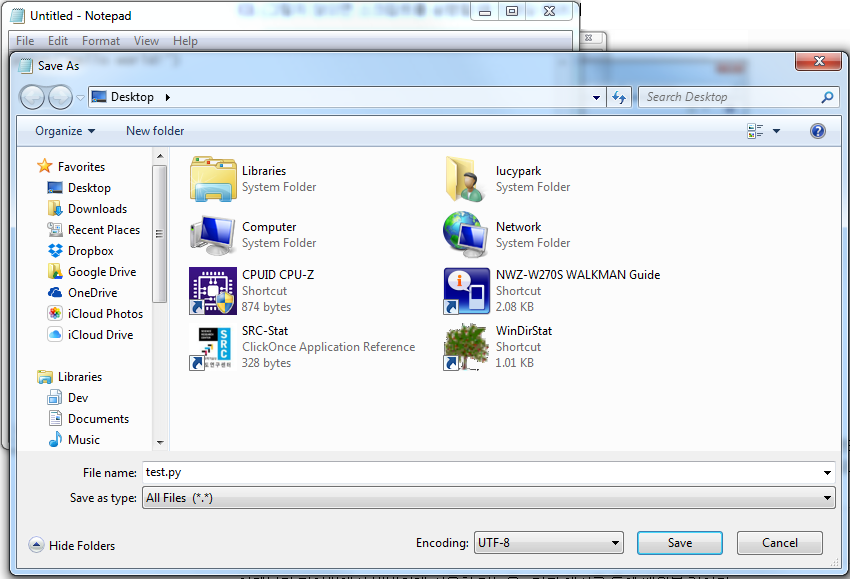 Untitled - Notepad
File Edit Format View Help
Save As
Desktop
Search Desktop
Organize New folder
Favorites
Desktop
Downloads
Recent Places
Dropbox
Google Drive
OneDrive
iCloud Photos
iCloud Drive
Libraries
Dev
Documents
Music
Libraries
System Folder
lucypark
System Folder
Computer
System Folder
Network
System Folder
CPUID CPU-Z
Shortcut
874 bytes
NWZ-W270S WALKMAN Guide
Shortcut
2.08 KB
SRC
SRC-Stat
ClickOnce Application Reference
328 bytes
WinDirStat
Shortcut
1.01 KB
File name: test.py
Save as type: All Files (*.*)
Hide Folders
Encoding: UTF-8
Save
Cancel